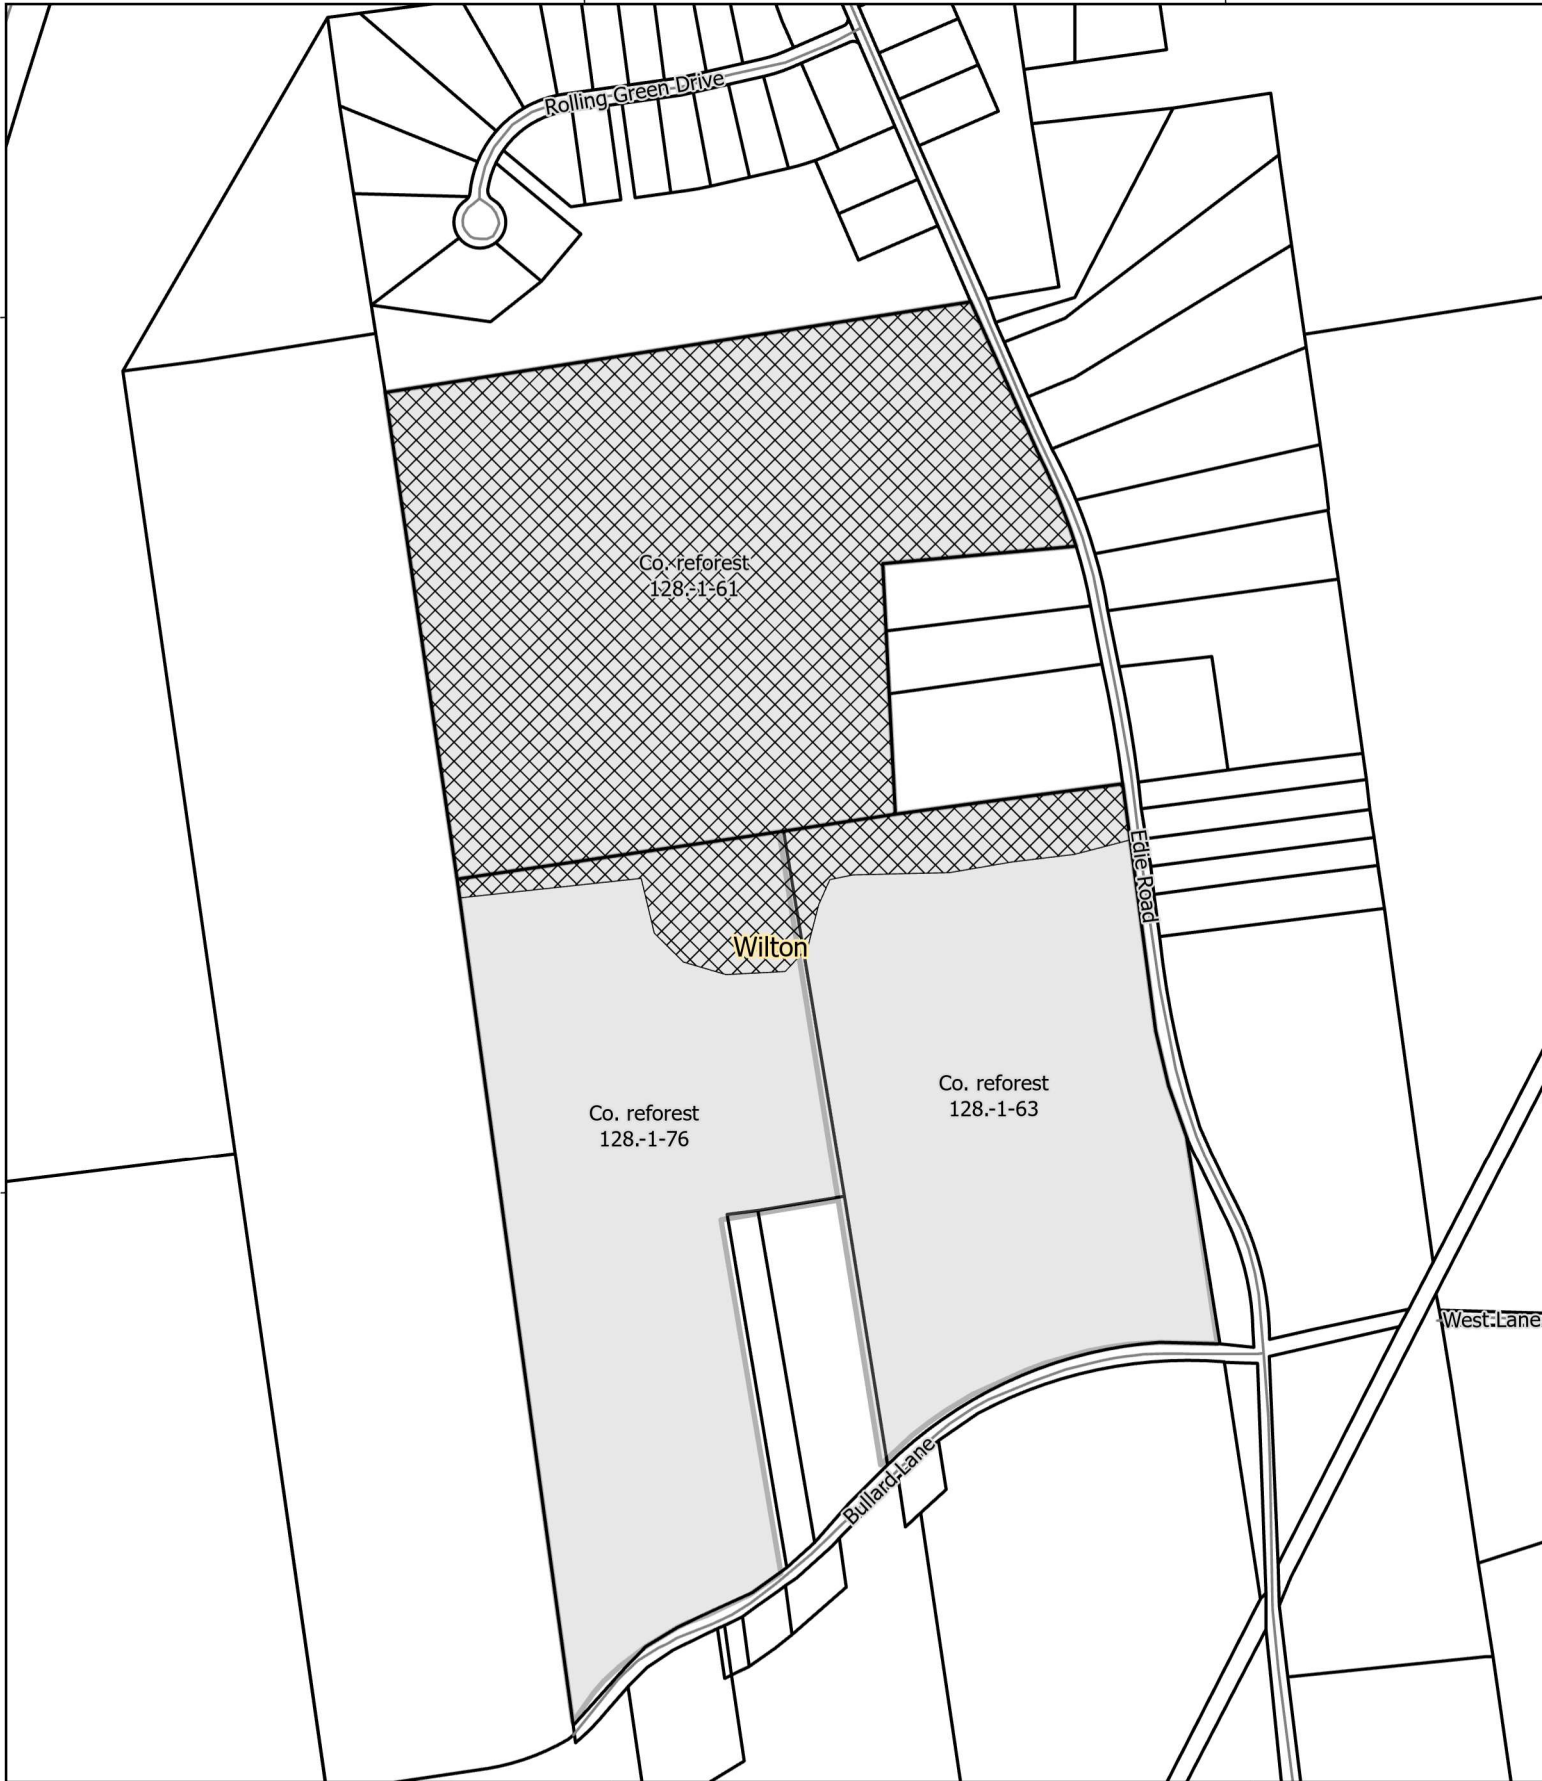 Rolling Green Drive
Co. reforest
128.-1-61
Edie Road
Wilton
Co. reforest
128.-1-63
Co. reforest
128.-1-76
West Lane
Bullard Lane